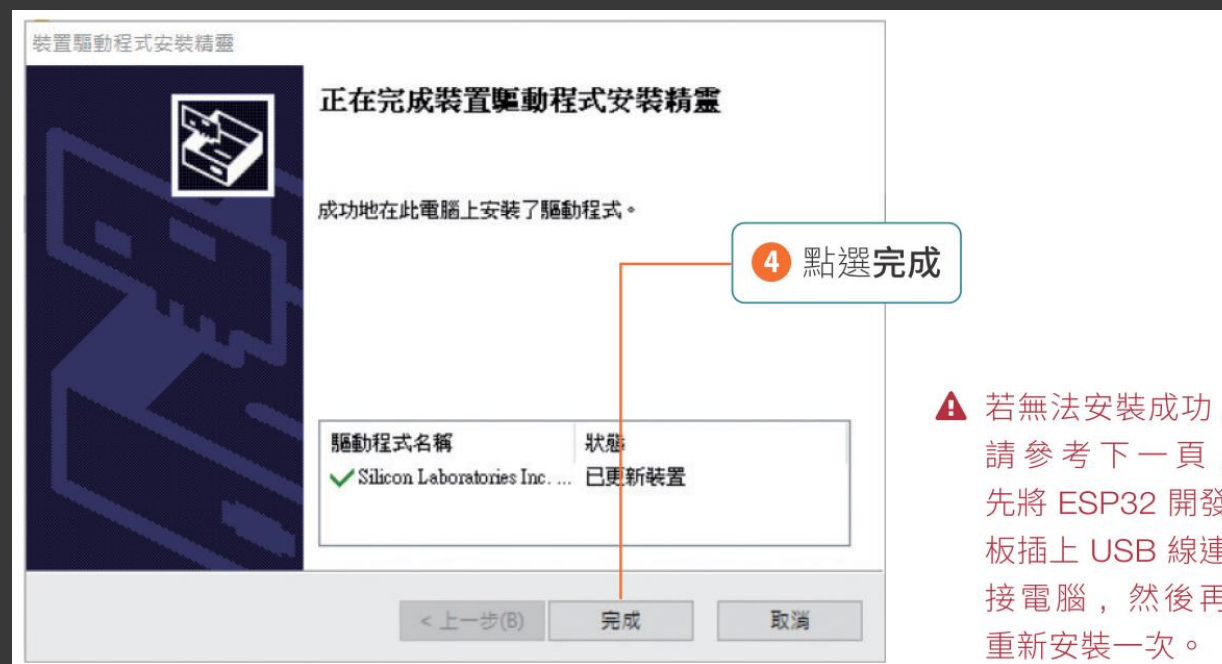 裝置驅動程式安裝精靈
正在完成裝置驅動程式安裝精靈
成功地在此電腦上安裝了驅動程式。
4 點選完成
驅動程式名稱 狀態
Silicon Laboratories Inc. ... 已更新裝置
< 上一步(B) 完成 取消
若無法安裝成功
請參考下一頁
先將 ESP32 開發
板插上 USB 線連
接電腦，然後再
重新安裝一次。